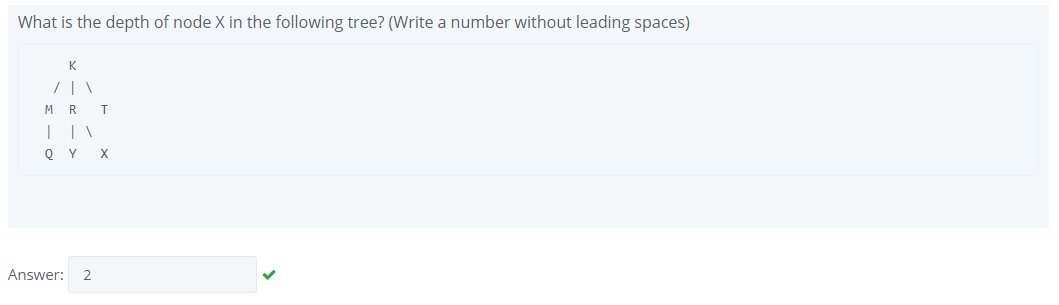 What is the depth of node X in the following tree? (Write a number without leading spaces)
K
/ | \
M R T
| | \
Q Y X
Answer: 2